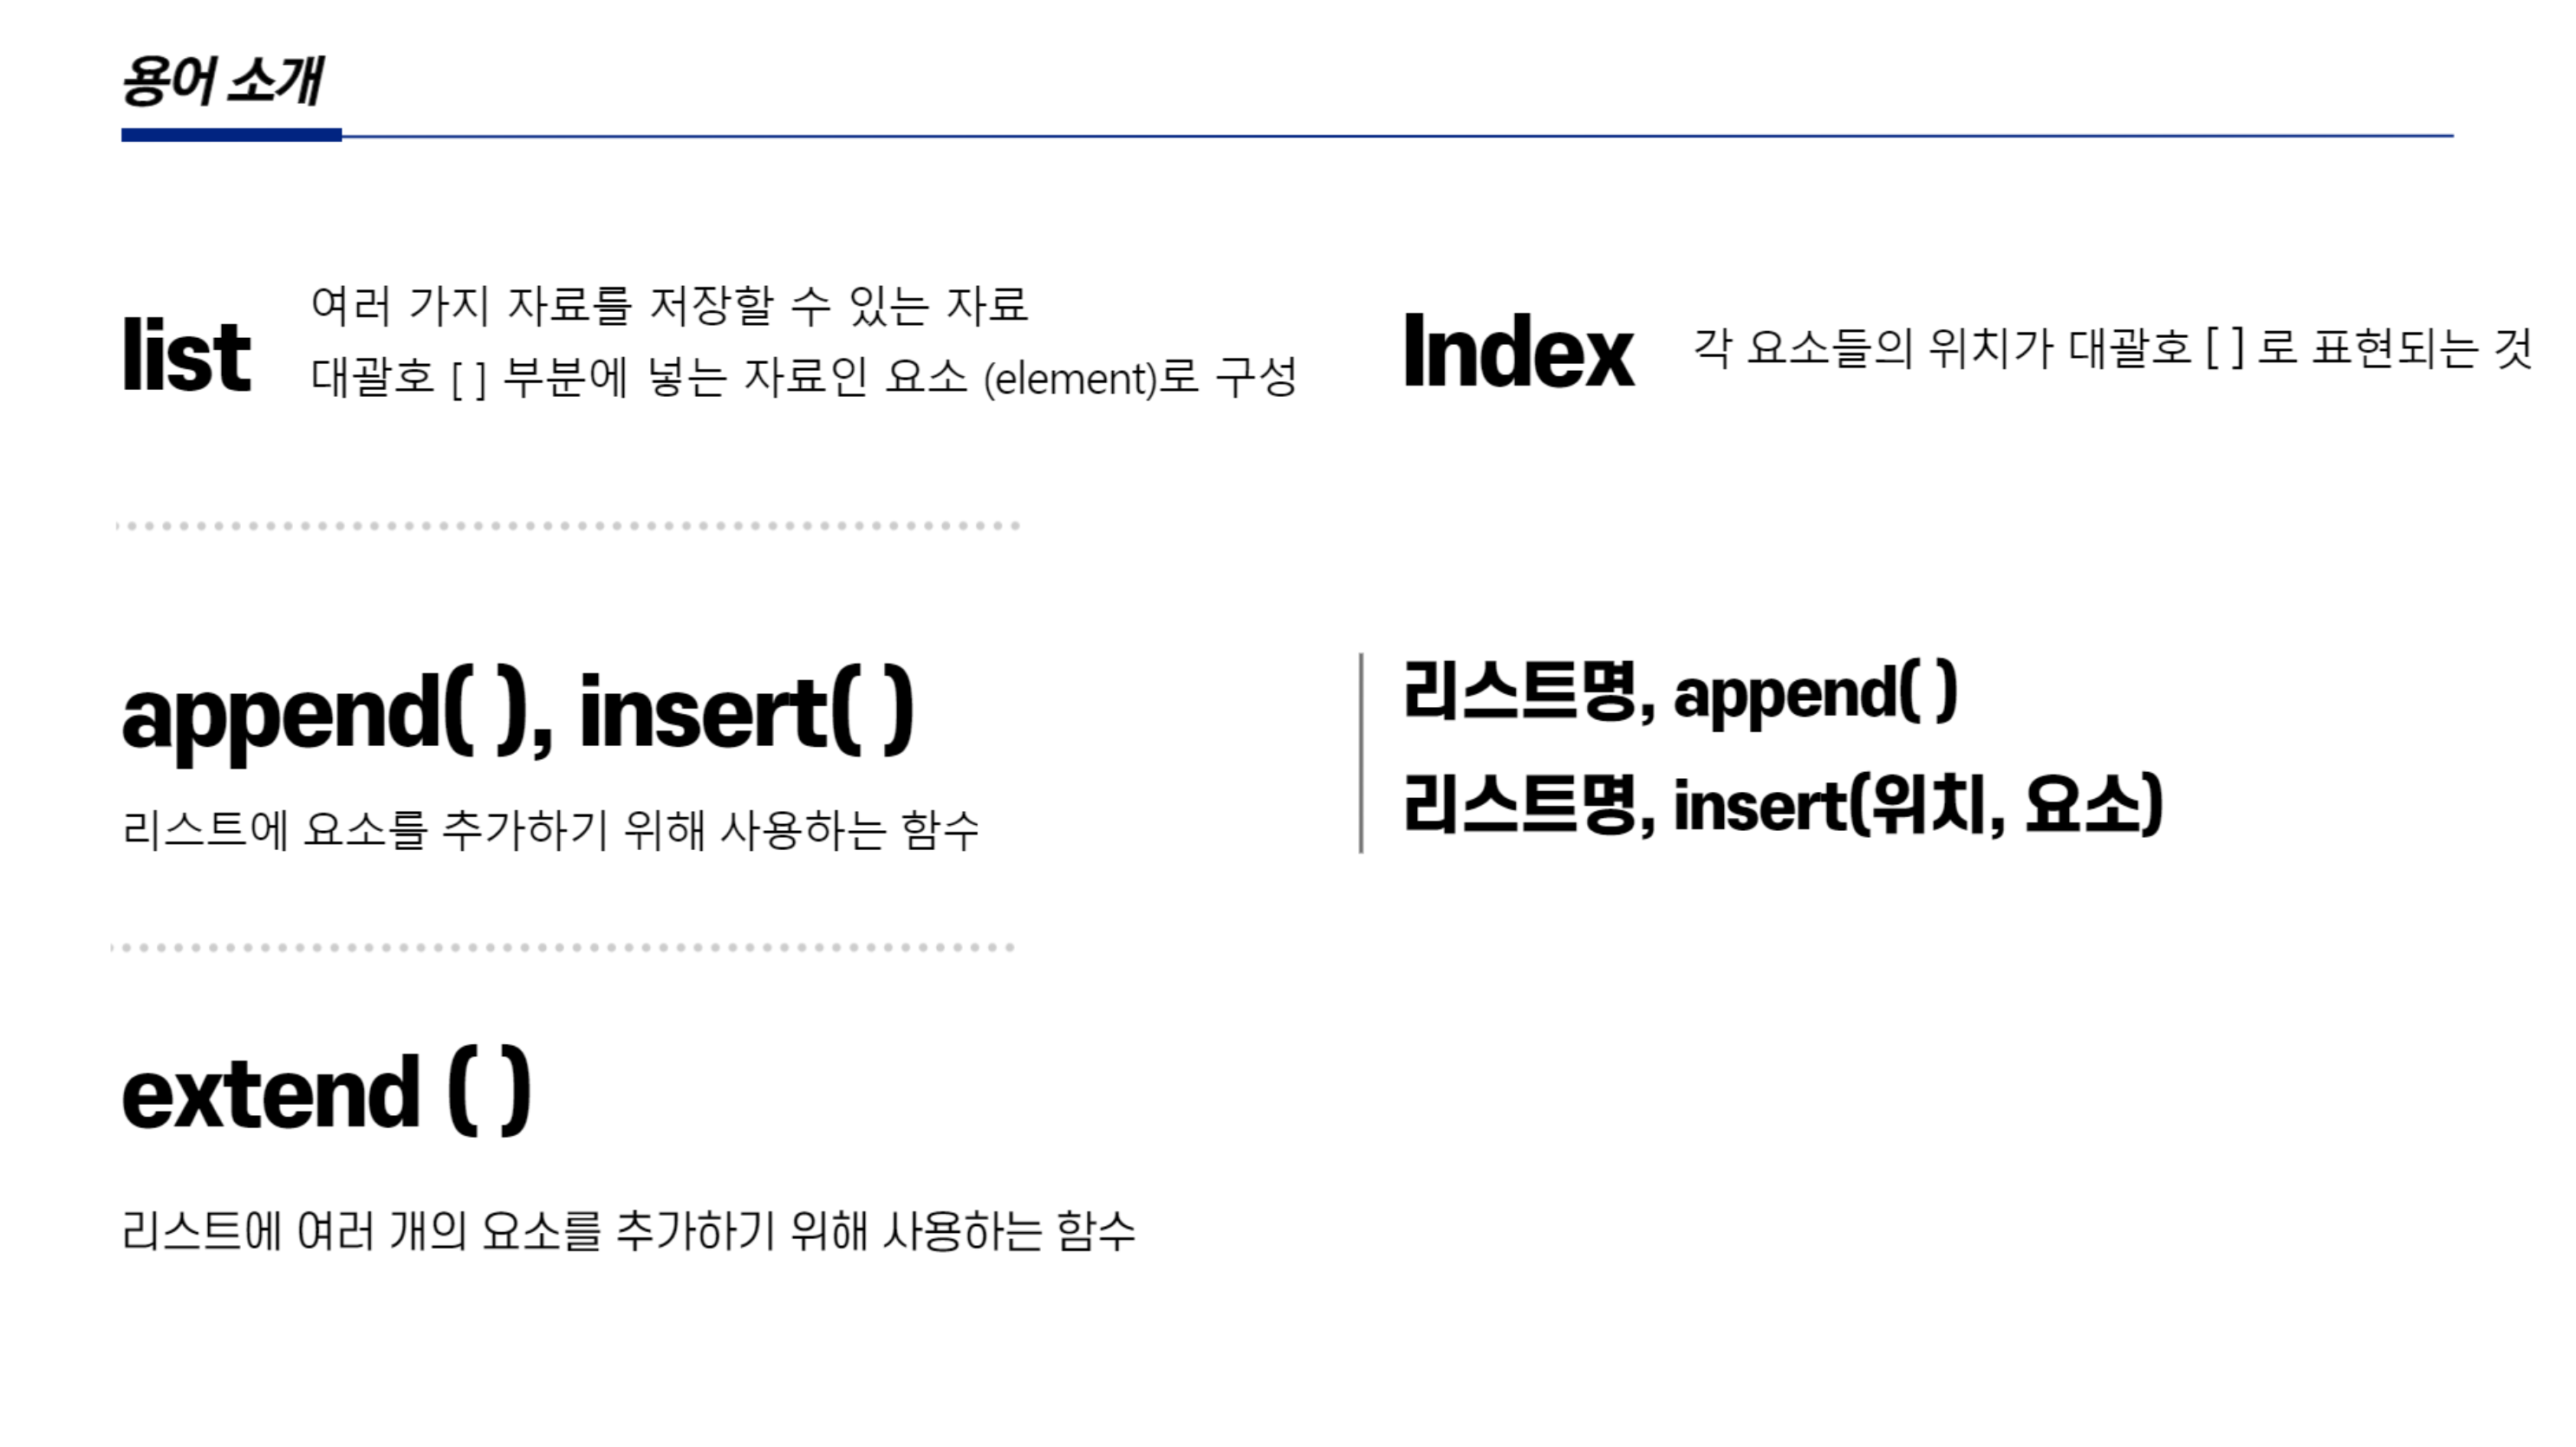 용어 소개
list
여러 가지 자료를 저장할 수 있는 자료
대괄호 [ ] 부분에 넣는 자료인 요소 (element)로 구성
Index
각 요소들의 위치가 대괄호 [ ] 로 표현되는 것
append( ), insert( )
리스트에 요소를 추가하기 위해 사용하는 함수
리스트명, append( )
리스트명, insert(위치, 요소)
extend ( )
리스트에 여러 개의 요소를 추가하기 위해 사용하는 함수